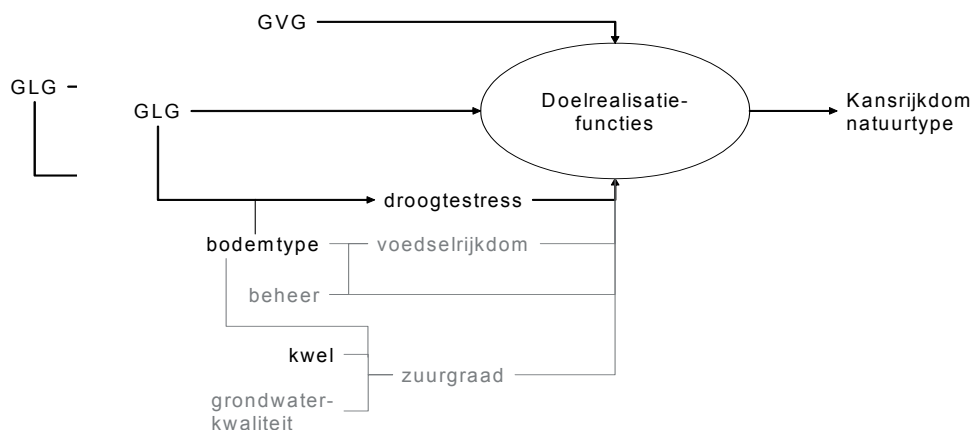 GVG
GLG
GLG
Doelrealisatie-
functies
Kansrijkdom
natuurtype
droogtestress
bodemtype
voedselrijkdom
beheer
kwel
zuurgraad
grondwater-
kwaliteit